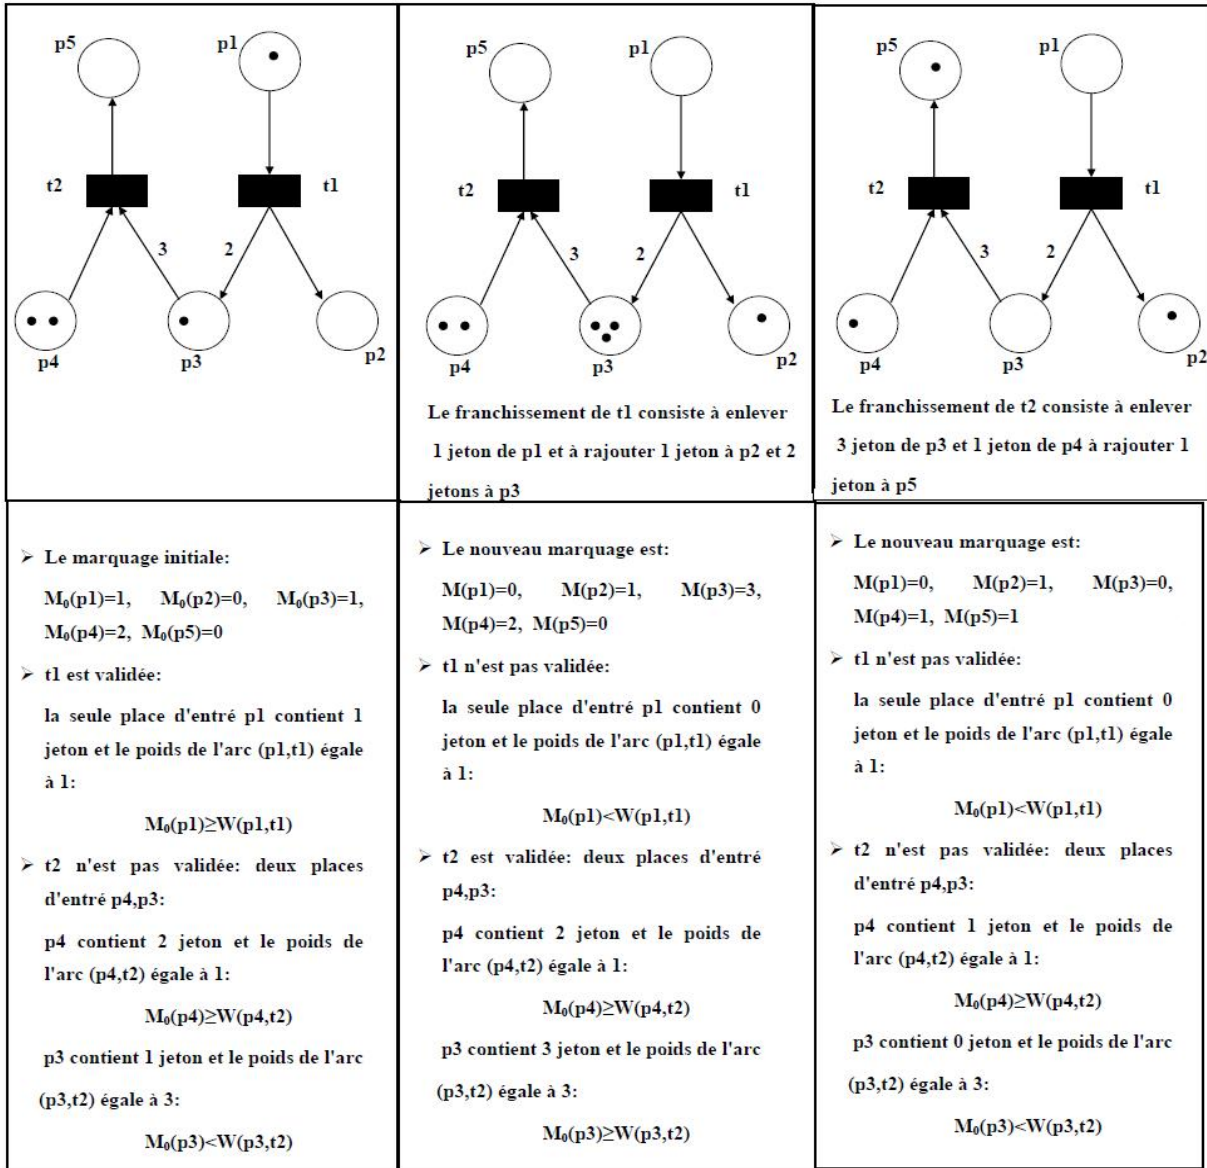 p5
p1
t2
t1
3
2
p4
p3
p2
p5
p1
t2
t1
3
2
p4
p3
p2
Le franchissement de t1 consiste à enlever
1 jeton de p1 et à rajouter 1 jeton à p2 et 2
jetons à p3
p5
p1
t2
t1
3
2
p4
p3
p2
Le franchissement de t2 consiste à enlever
3 jeton de p3 et 1 jeton de p4 à rajouter 1
jeton à p5
➢ Le marquage initiale:
M₀(p1)=1, M₀(p2)=0, M₀(p3)=1,
M₀(p4)=2, M₀(p5)=0
➢ t1 est validée:
la seule place d'entré p1 contient 1
jeton et le poids de l'arc (p1,t1) égale
à 1:
M₀(p1)≥W(p1,t1)
➢ t2 n'est pas validée: deux places
d'entré p4,p3:
p4 contient 2 jeton et le poids de
l'arc (p4,t2) égale à 1:
M₀(p4)≥W(p4,t2)
p3 contient 1 jeton et le poids de l'arc
(p3,t2) égale à 3:
M₀(p3)<W(p3,t2)
➢ Le nouveau marquage est:
M(p1)=0, M(p2)=1, M(p3)=3,
M(p4)=2, M(p5)=0
➢ t1 n'est pas validée:
la seule place d'entré p1 contient 0
jeton et le poids de l'arc (p1,t1) égale
à 1:
M₀(p1)<W(p1,t1)
➢ t2 est validée: deux places d'entré
p4,p3:
p4 contient 2 jeton et le poids de
l'arc (p4,t2) égale à 1:
M₀(p4)≥W(p4,t2)
p3 contient 3 jeton et le poids de l'arc
(p3,t2) égale à 3:
M₀(p3)≥W(p3,t2)
➢ Le nouveau marquage est:
M(p1)=0, M(p2)=1, M(p3)=0,
M(p4)=1, M(p5)=1
➢ t1 n'est pas validée:
la seule place d'entré p1 contient 0
jeton et le poids de l'arc (p1,t1) égale
à 1:
M₀(p1)<W(p1,t1)
➢ t2 n'est pas validée: deux places
d'entré p4,p3:
p4 contient 1 jeton et le poids de
l'arc (p4,t2) égale à 1:
M₀(p4)≥W(p4,t2)
p3 contient 0 jeton et le poids de l'arc
(p3,t2) égale à 3:
M₀(p3)<W(p3,t2)